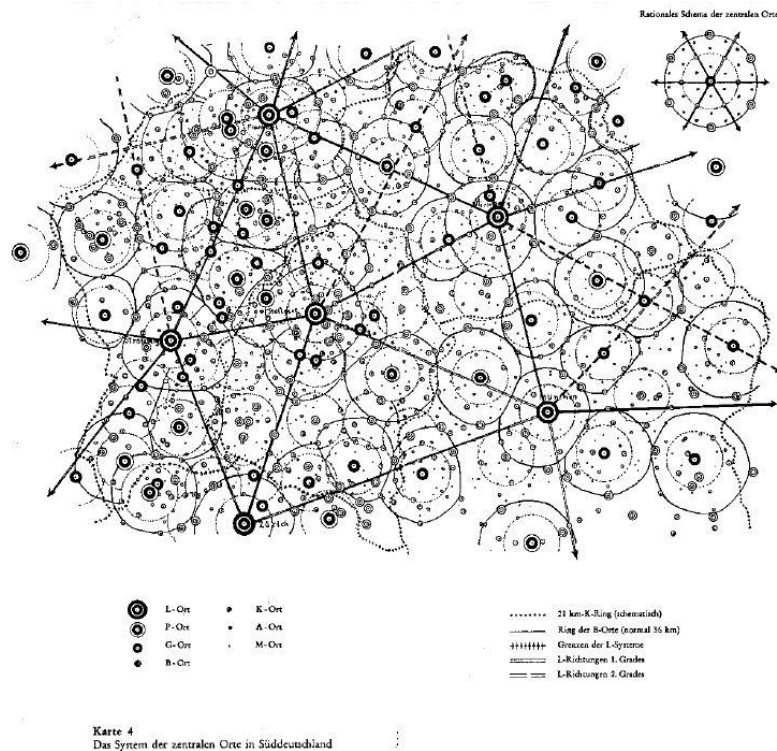 Rationales Schema der zentralen Orte
Zürich
L-Ort
P-Ort
G-Ort
B-Ort
K-Ort
A-Ort
M-Ort
21 km-K-Ring (schematisch)
Ring der B-Orte (normal 36 km)
Grenzen der L-Systeme
L-Richtungen 1. Grades
L-Richtungen 2. Grades
Karte 4
Das System der zentralen Orte in Süddeutschland